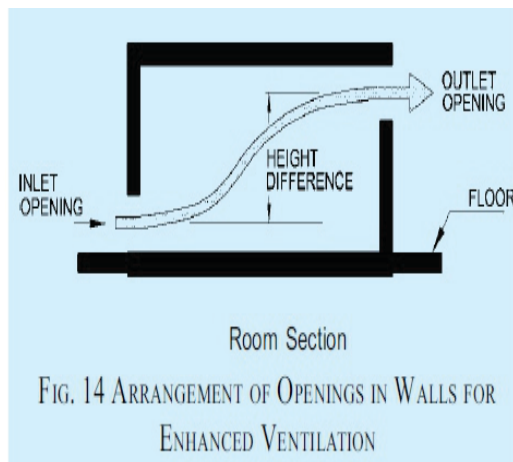 OUTLET
OPENING
HEIGHT
DIFFERENCE
INLET
OPENING
FLOOR
Room Section
FIG. 14 ARRANGEMENT OF OPENINGS IN WALLS FOR
ENHANCED VENTILATION